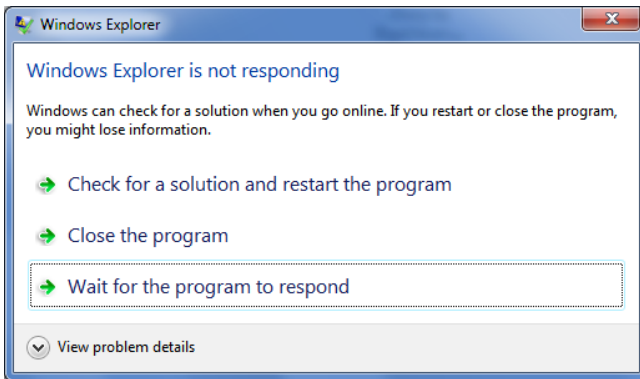 Windows Explorer
Windows Explorer is not responding
Windows can check for a solution when you go online. If you restart or close the program,
you might lose information.
Check for a solution and restart the program
Close the program
Wait for the program to respond
View problem details